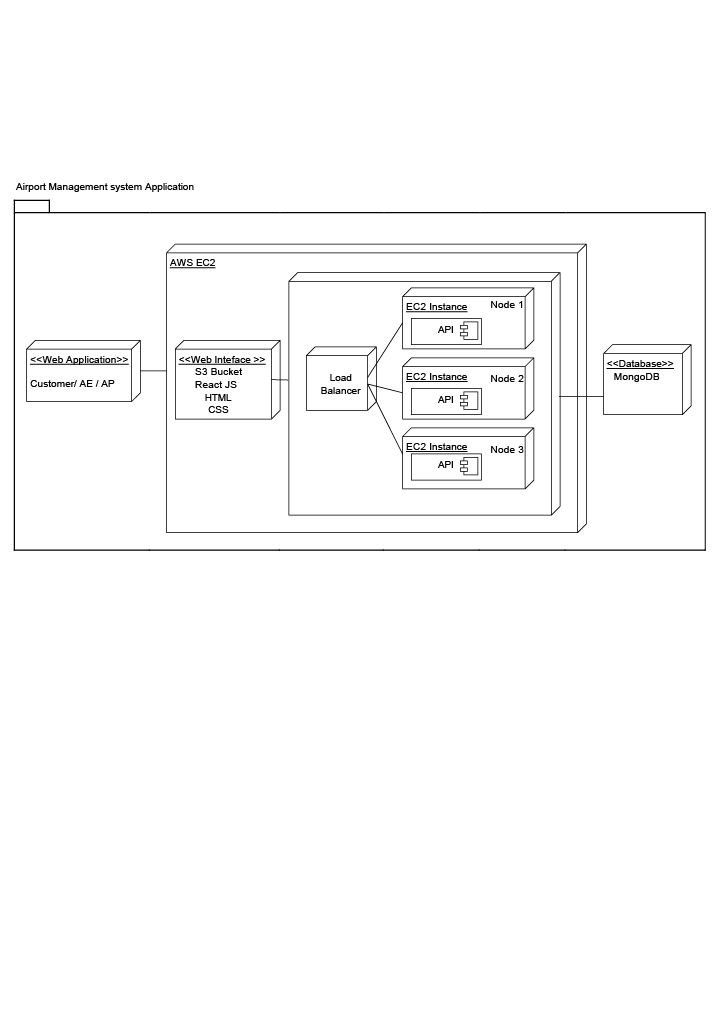 Airport Management system Application
AWS EC2
<<Web Application>>
Customer/ AE / AP
<<Web Inteface >>
S3 Bucket
React JS
HTML
CSS
Load
Balancer
EC2 Instance
Node 1
API
EC2 Instance
Node 2
API
EC2 Instance
Node 3
API
<<Database>>
MongoDB